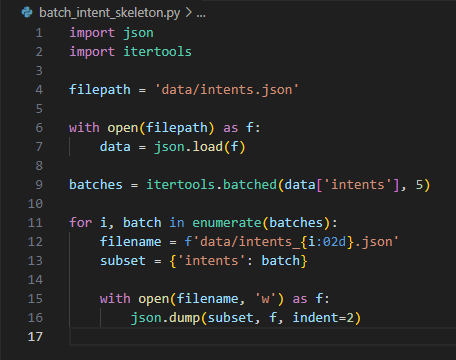 batch_intent_skeleton.py > ...
1 import json
2 import itertools
3
4 filepath = 'data/intents.json'
5
6 with open(filepath) as f:
7     data = json.load(f)
8
9 batches = itertools.batched(data['intents'], 5)
10
11 for i, batch in enumerate(batches):
12     filename = f'data/intents_{i:02d}.json'
13     subset = {'intents': batch}
14
15     with open(filename, 'w') as f:
16         json.dump(subset, f, indent=2)
17